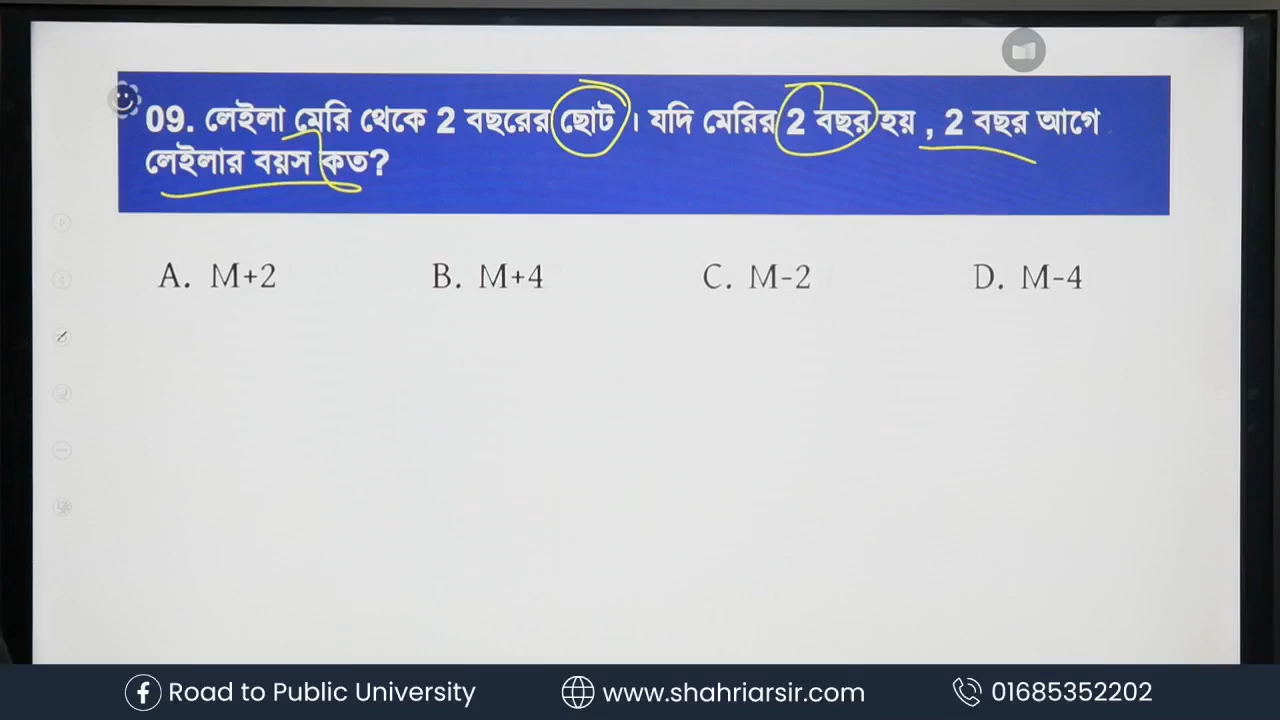 09. লেইলা মেরি থেকে 2 বছরের ছোট । যদি মেরির 2 বছর হয় , 2 বছর আগে
লেইলার বয়স কত?
A. M+2 B. M+4 C. M-2 D. M-4
Road to Public University www.shahriarsir.com 01685352202